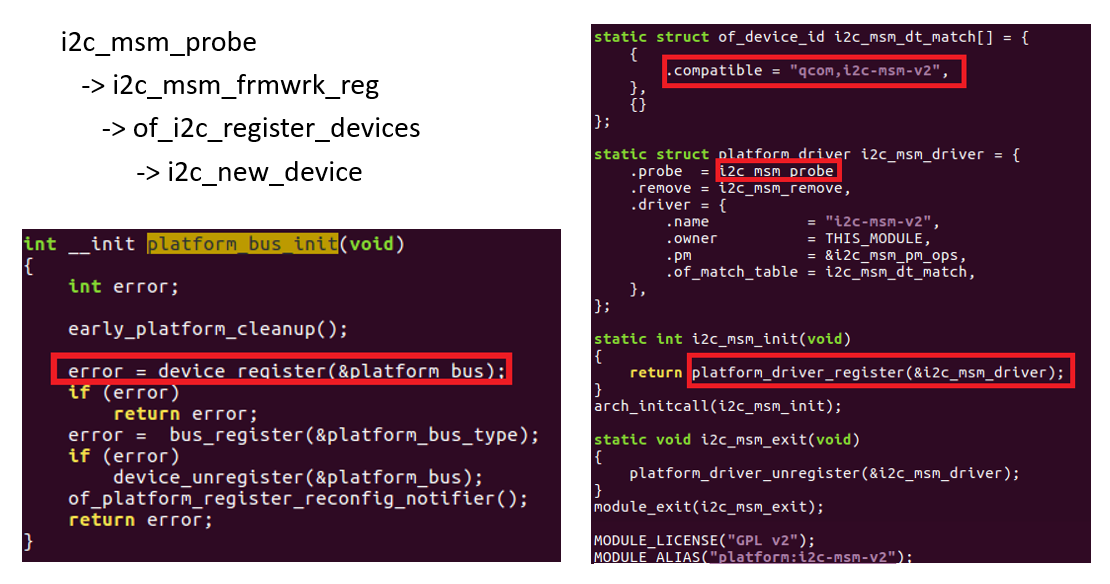 i2c_msm_probe
-> i2c_msm_frmwrk_reg
-> of_i2c_register_devices
-> i2c_new_device
int __init platform_bus_init(void)
{
int error;
early_platform_cleanup();
error = device_register(&platform_bus);
if (error)
return error;
error =  bus_register(&platform_bus_type);
if (error)
device_unregister(&platform_bus);
of_platform_register_reconfig_notifier();
return error;
}
static struct of_device_id i2c_msm_dt_match[] = {
{
.compatible = "qcom,i2c-msm-v2",
},
{}
};
static struct platform_driver i2c_msm_driver = {
.probe  = i2c_msm_probe
.remove = i2c_msm_remove,
.driver = {
.name           = "i2c-msm-v2",
.owner          = THIS_MODULE,
.pm             = &i2c_msm_pm_ops,
.of_match_table = i2c_msm_dt_match,
},
};
static int i2c_msm_init(void)
{
return platform_driver_register(&i2c_msm_driver);
}
arch_initcall(i2c_msm_init);
static void i2c_msm_exit(void)
{
platform_driver_unregister(&i2c_msm_driver);
}
module_exit(i2c_msm_exit);
MODULE_LICENSE("GPL v2");
MODULE_ALIAS("platform:i2c-msm-v2");